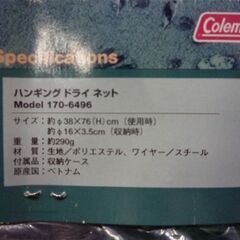 Colem
Specifications
ハンギング ドライ ネット
Model 170-6496
サイズ：約φ38×76(H)cm（使用時）
約φ16×3.5cm（収納時）
重　量：約290g
材　質：生地／ポリエステル、ワイヤー／スチール
付属品：収納ケース
原産国：ベトナム